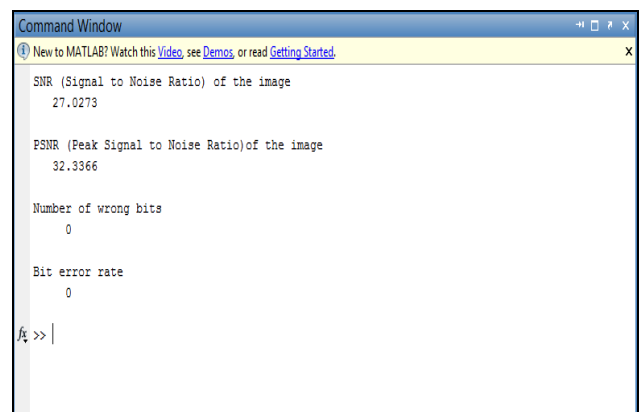 Command Window
New to MATLAB? Watch this Video, see Demos, or read Getting Started.
SNR (Signal to Noise Ratio) of the image
27.0273
PSNR (Peak Signal to Noise Ratio)of the image
32.3366
Number of wrong bits
0
Bit error rate
0
fx >>